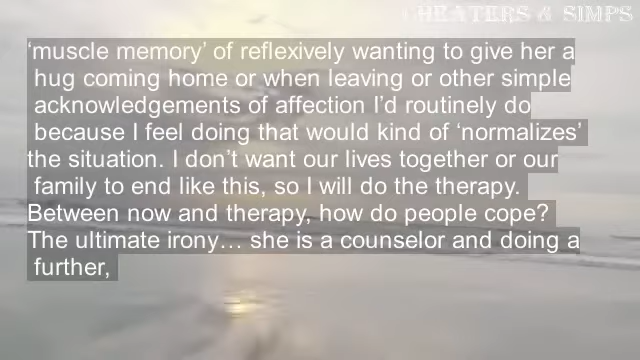 CHEATERS & SIMPS
‘muscle memory’ of reflexively wanting to give her a
hug coming home or when leaving or other simple
acknowledgements of affection I’d routinely do
because I feel doing that would kind of ‘normalizes’
the situation. I don’t want our lives together or our
family to end like this, so I will do the therapy.
Between now and therapy, how do people cope?
The ultimate irony… she is a counselor and doing a
further,